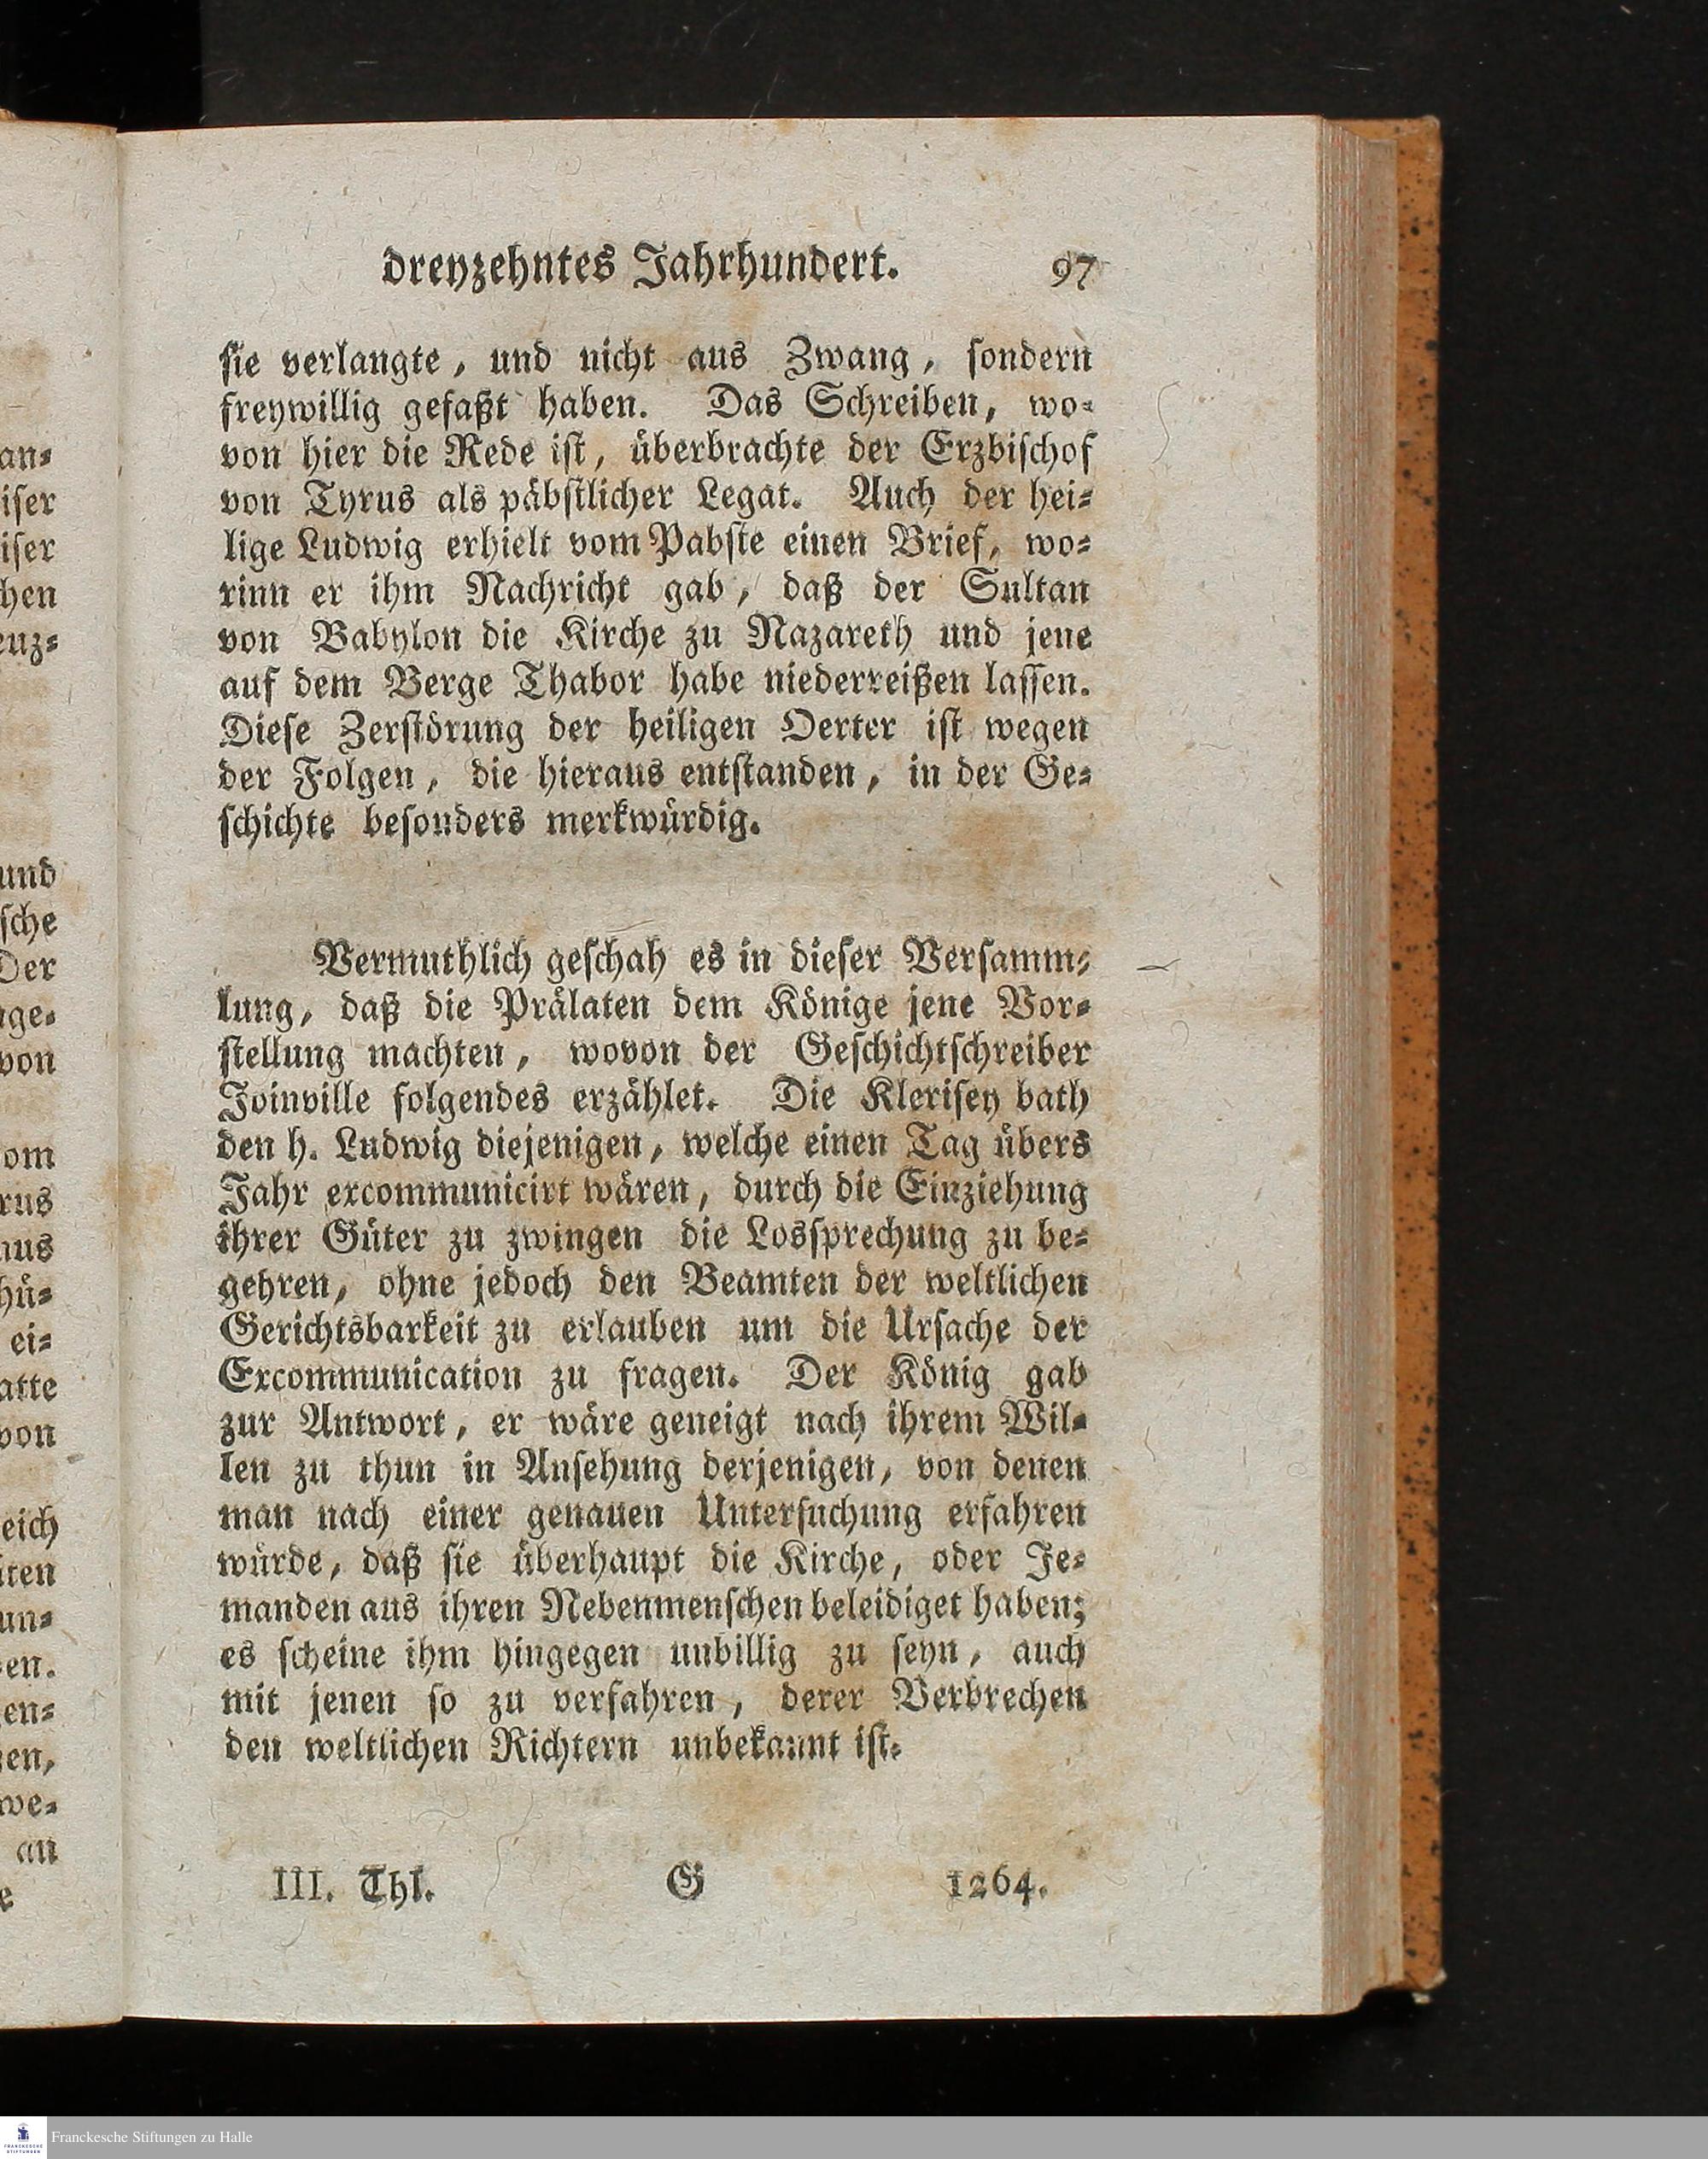 dreyzehntes Jahrhundert. 97
sie verlangte, und nicht aus Zwang, sondern
freywillig gefaßt haben. Das Schreiben, wo-
von hier die Rede ist, überbrachte der Erzbischof
von Tyrus als päbstlicher Legat. Auch der hei-
lige Ludwig erhielt vom Pabste einen Brief, wo-
rinn er ihm Nachricht gab, daß der Sultan
von Babylon die Kirche zu Nazareth und jene
auf dem Berge Thabor habe niederreißen lassen.
Diese Zerstörung der heiligen Oerter ist wegen
der Folgen, die hieraus entstanden, in der Ge-
schichte besonders merkwürdig.
Vermuthlich geschah es in dieser Versamm-
lung, daß die Prälaten dem Könige jene Vor-
stellung machten, wovon der Geschichtschreiber
Joinville folgendes erzählet. Die Klerisey bath
den h. Ludwig diejenigen, welche einen Tag übers
Jahr excommunicirt wären, durch die Einziehung
ihrer Güter zu zwingen die Lossprechung zu be-
gehren, ohne jedoch den Beamten der weltlichen
Gerichtsbarkeit zu erlauben um die Ursache der
Excommunication zu fragen. Der König gab
zur Antwort, er wäre geneigt nach ihrem Wil-
len zu thun in Ansehung derjenigen, von denen
man nach einer genauen Untersuchung erfahren
würde, daß sie überhaupt die Kirche, oder Je-
manden aus ihren Nebenmenschen beleidiget haben;
es scheine ihm hingegen unbillig zu seyn, auch
mit jenen so zu verfahren, derer Verbrechen
den weltlichen Richtern unbekannt ist.
III. Thl. G 1264.
Franckesche Stiftungen zu Halle